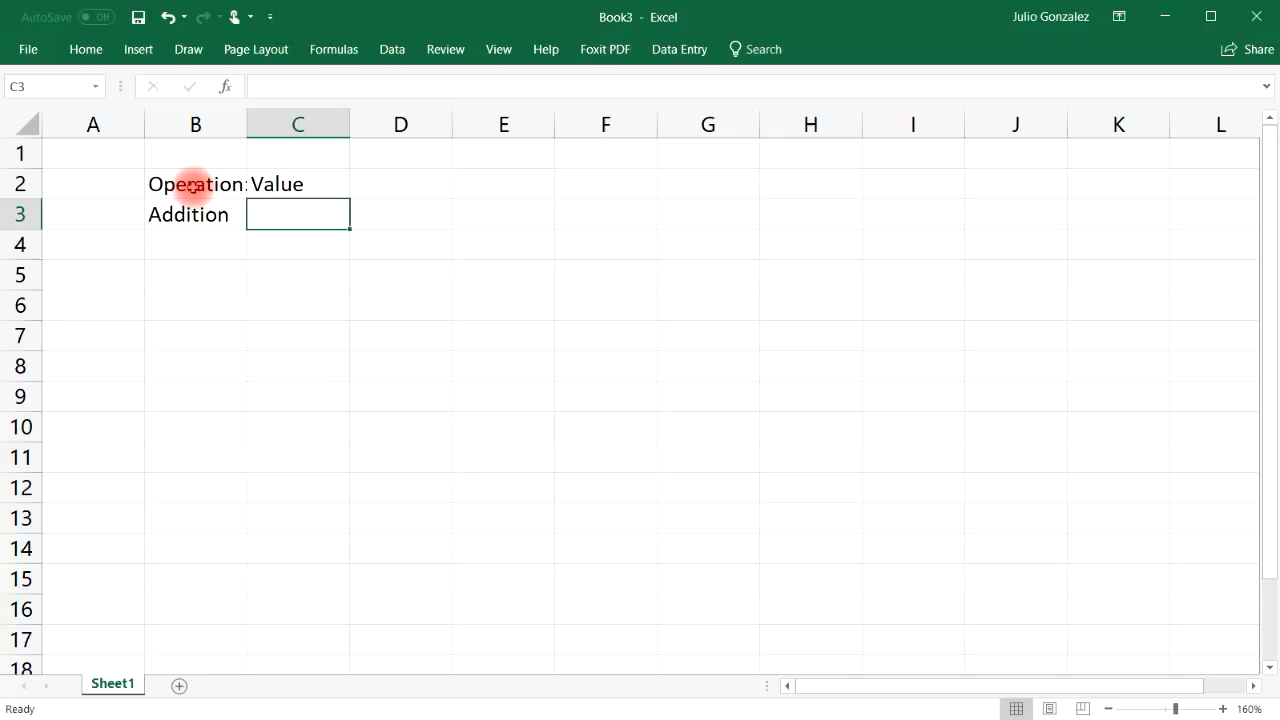 AutoSave Off Book3 - Excel Julio Gonzalez
File Home Insert Draw Page Layout Formulas Data Review View Help Foxit PDF Data Entry Search Share
C3 fx
A B C D E F G H I J K L
1
2 Operation: Value
3 Addition
4
5
6
7
8
9
10
11
12
13
14
15
16
17
18
Sheet1
Ready 160%